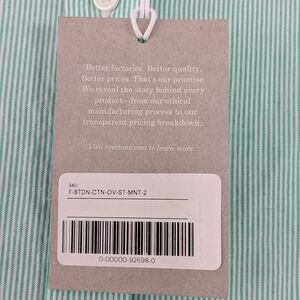 Better factories. Better quality.
Better prices. That's our promise.
We reveal the story behind every
product—from our ethical
manufacturing process to our
transparent pricing breakdown.
Visit everlane.com to learn more.
SKU
F-BTDN-CTN-OV-ST-MNT-2
0-00000-92698-0